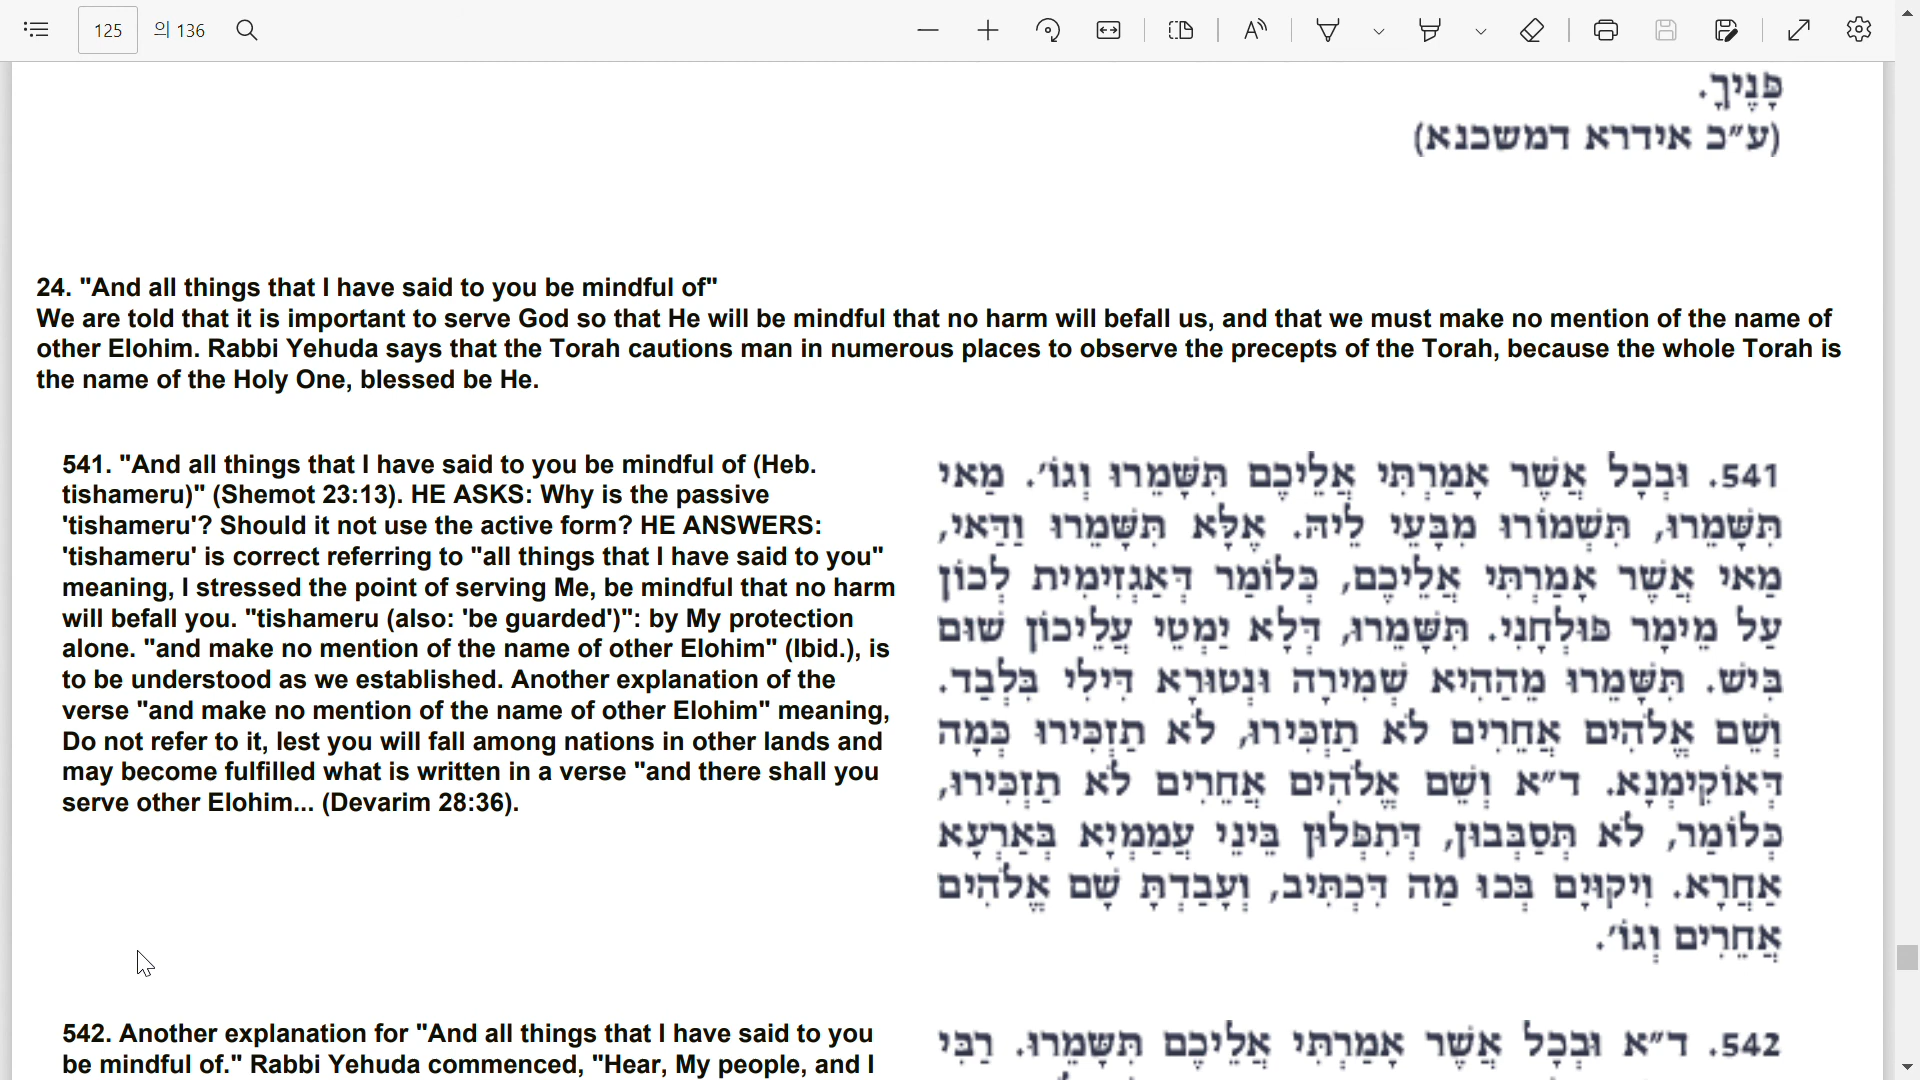 125 의 136
פָּנֶיךָ.
(ע״כ אידרא דמשכנא)
24. "And all things that I have said to you be mindful of"
We are told that it is important to serve God so that He will be mindful that no harm will befall us, and that we must make no mention of the name of
other Elohim. Rabbi Yehuda says that the Torah cautions man in numerous places to observe the precepts of the Torah, because the whole Torah is
the name of the Holy One, blessed be He.
541. "And all things that I have said to you be mindful of (Heb.
tishameru)" (Shemot 23:13). HE ASKS: Why is the passive
'tishameru'? Should it not use the active form? HE ANSWERS:
'tishameru' is correct referring to "all things that I have said to you"
meaning, I stressed the point of serving Me, be mindful that no harm
will befall you. "tishameru (also: 'be guarded')": by My protection
alone. "and make no mention of the name of other Elohim" (Ibid.), is
to be understood as we established. Another explanation of the
verse "and make no mention of the name of other Elohim" meaning,
Do not refer to it, lest you will fall among nations in other lands and
may become fulfilled what is written in a verse "and there shall you
serve other Elohim... (Devarim 28:36).
541. וּבְכָל אֲשֶׁר אָמַרְתִּי אֲלֵיכֶם תִּשָּׁמֵרוּ וְגוֹ׳. מַאי
תִּשָּׁמֵרוּ, תִּשְׁמוֹרוּ מִבָּעֵי לֵיהּ. אֶלָּא תִּשָּׁמֵרוּ וַדַּאי,
מַאי אֲשֶׁר אָמַרְתִּי אֲלֵיכֶם, כְּלוֹמַר דְּאַגְזִימִית לְכוֹן
עַל מֵימָר פּוּלְחָנִי. תִּשָּׁמֵרוּ, דְּלָא יַמְטֵי עֲלֵיכוֹן שׁוּם
בִּישׁ. תִּשָּׁמֵרוּ מֵהַהִיא שְׁמִירָה וּנְטוּרָא דִּילִי בִּלְבַד.
וְשֵׁם אֱלֹהִים אֲחֵרִים לֹא תַזְכִּירוּ, לֹא תַזְכִּירוּ כְּמָה
דְּאוֹקִימְנָא. ד״א וְשֵׁם אֱלֹהִים אֲחֵרִים לֹא תַזְכִּירוּ,
כְּלוֹמַר, לֹא תְּסַבְּבוּן, דְּתִפְּלוּן בֵּינֵי עֲמַמְיָא בְּאַרְעָא
אַחֲרָא. וִיקוּיָּם בְּכוּ מַה דִּכְתִּיב, וְעָבַדְתָּ שָׁם אֱלֹהִים
אֲחֵרִים וְגוֹ׳.
542. Another explanation for "And all things that I have said to you
be mindful of." Rabbi Yehuda commenced, "Hear, My people, and I
542. ד״א וּבְכָל אֲשֶׁר אָמַרְתִּי אֲלֵיכֶם תִּשָּׁמֵרוּ. רַבִּי